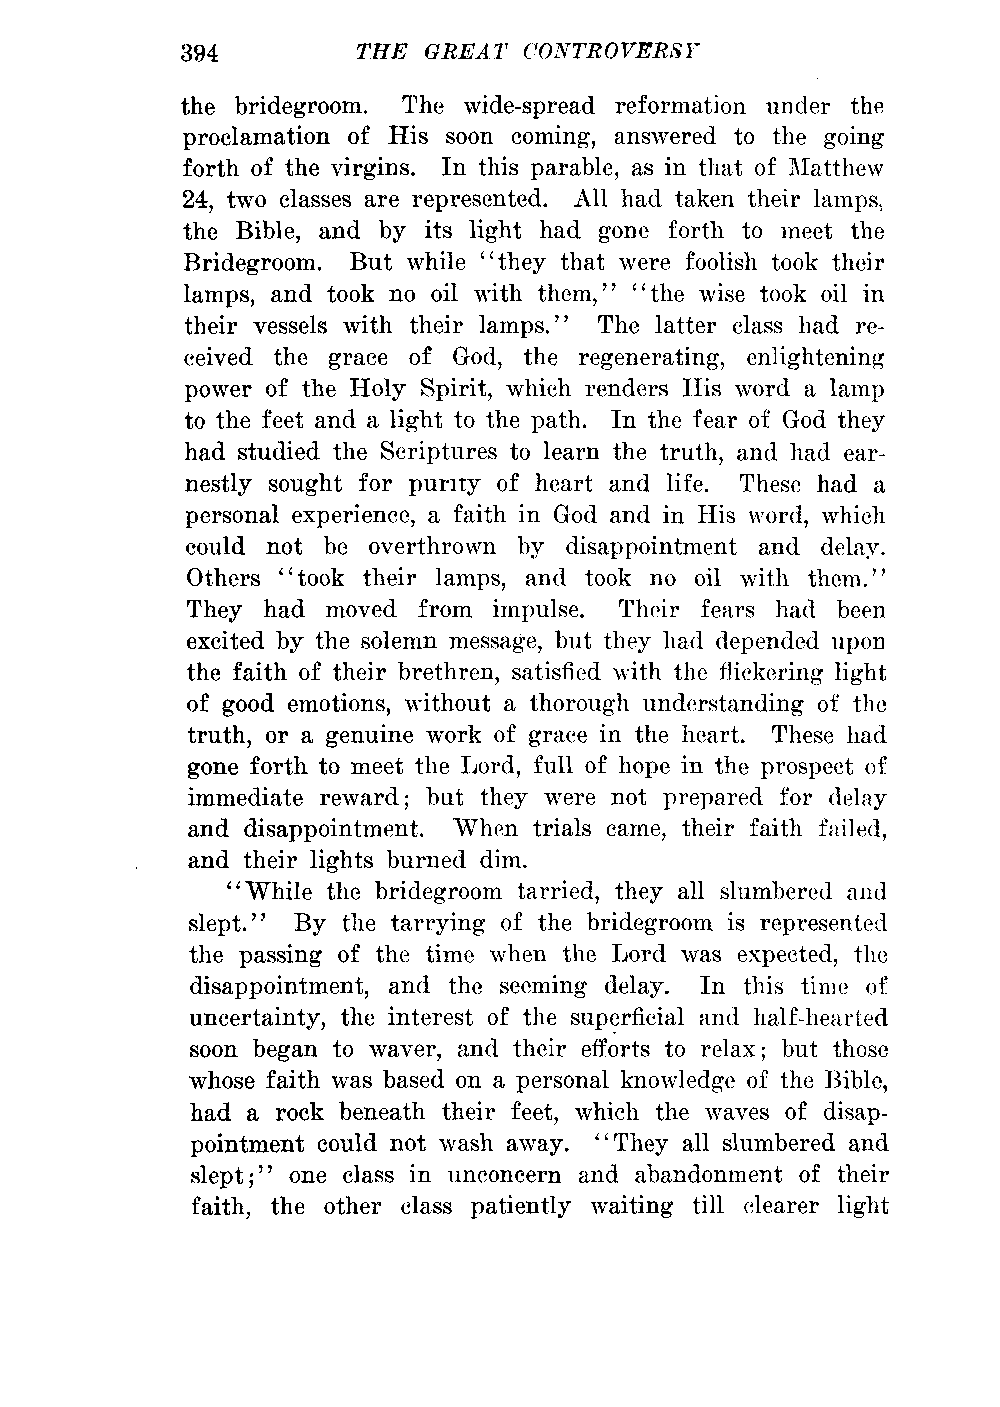 394 THE GREAT CONTROVERSY
the bridegroom. The wide-spread reformation under the
proclamation of His soon coming, answered to the going
forth of the virgins. In this parable, as in that of Matthew
24, two classes are represented. All had taken their lamps,
the Bible, and by its light had gone forth to meet the
Bridegroom. But while "they that were foolish took their
lamps, and took no oil with them," "the wise took oil in
their vessels with their lamps." The latter class had re-
ceived the grace of God, the regenerating, enlightening
power of the Holy Spirit, which renders His word a lamp
to the feet and a light to the path. In the fear of God they
had studied the Scriptures to learn the truth, and had ear-
nestly sought for purity of heart and life. These had a
personal experience, a faith in God and in His word, which
could not be overthrown by disappointment and delay.
Others "took their lamps, and took no oil with them."
They had moved from impulse. Their fears had been
excited by the solemn message, but they had depended upon
the faith of their brethren, satisfied with the flickering light
of good emotions, without a thorough understanding of the
truth, or a genuine work of grace in the heart. These had
gone forth to meet the Lord, full of hope in the prospect of
immediate reward; but they were not prepared for delay
and disappointment. When trials came, their faith failed,
and their lights burned dim.
"While the bridegroom tarried, they all slumbered and
slept." By the tarrying of the bridegroom is represented
the passing of the time when the Lord was expected, the
disappointment, and the seeming delay. In this time of
uncertainty, the interest of the superficial and half-hearted
soon began to waver, and their efforts to relax; but those
whose faith was based on a personal knowledge of the Bible,
had a rock beneath their feet, which the waves of disap-
pointment could not wash away. "They all slumbered and
slept;" one class in unconcern and abandonment of their
faith, the other class patiently waiting till clearer light